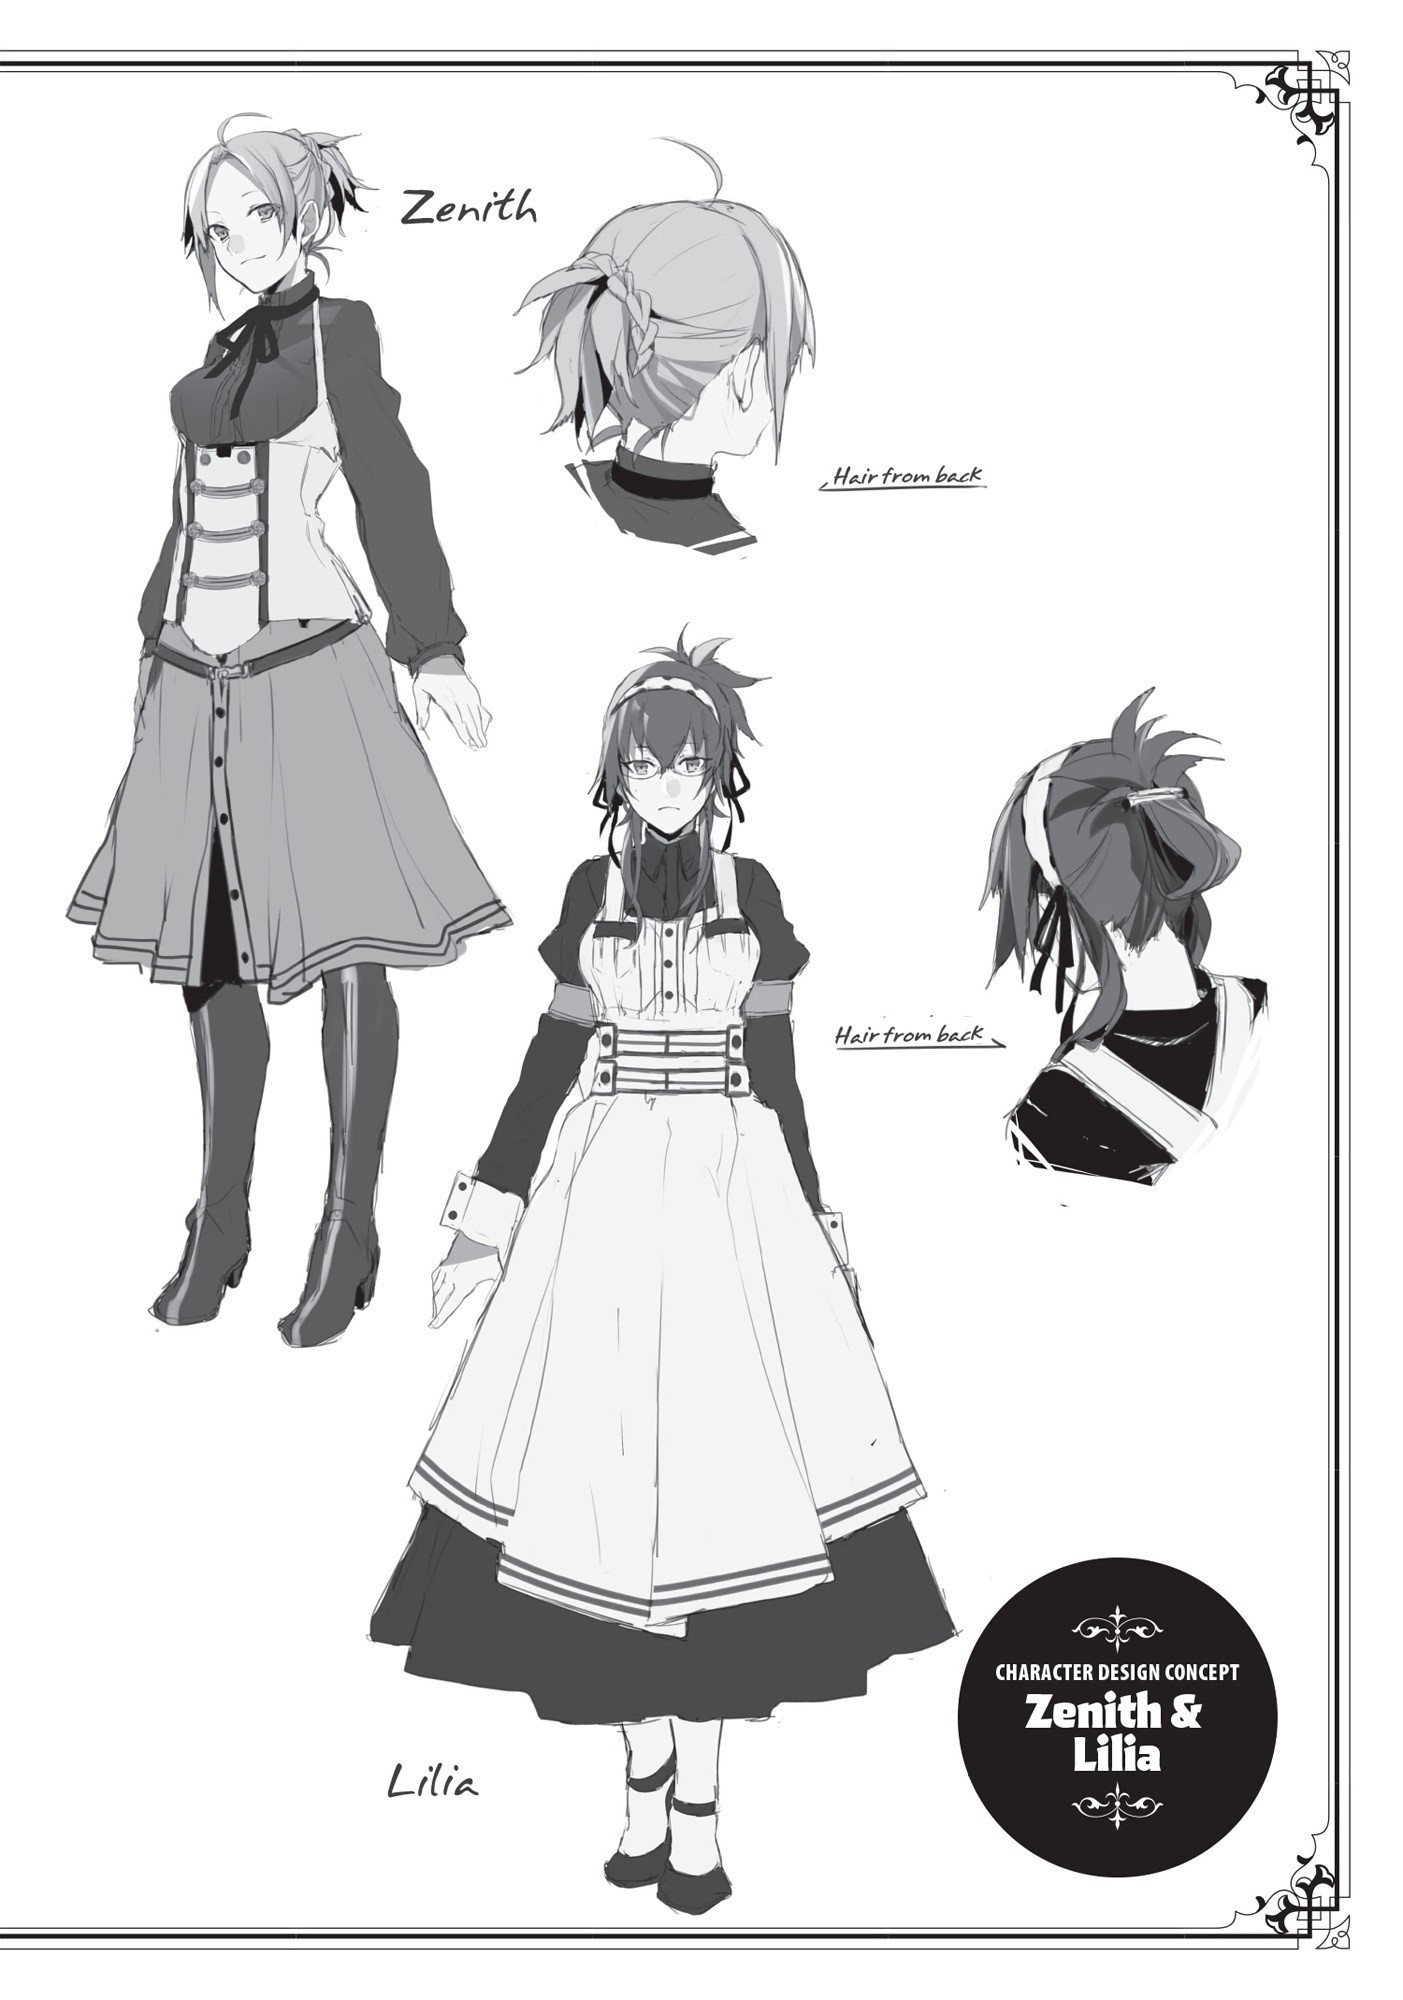 Zenith
Hair from back
Hair from back
Lilia
CHARACTER DESIGN CONCEPT
Zenith &
Lilia